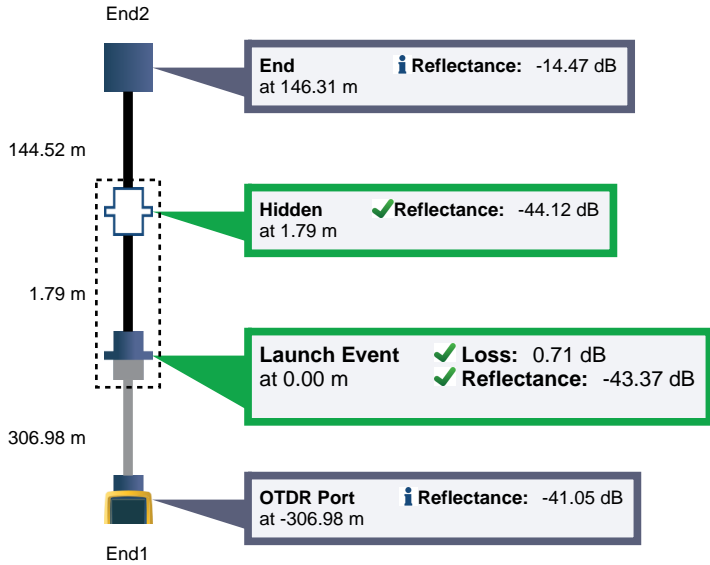 End2
End Reflectance: -14.47 dB
at 146.31 m
144.52 m
Hidden Reflectance: -44.12 dB
at 1.79 m
1.79 m
Launch Event Loss: 0.71 dB
at 0.00 m Reflectance: -43.37 dB
306.98 m
OTDR Port Reflectance: -41.05 dB
at -306.98 m
End1